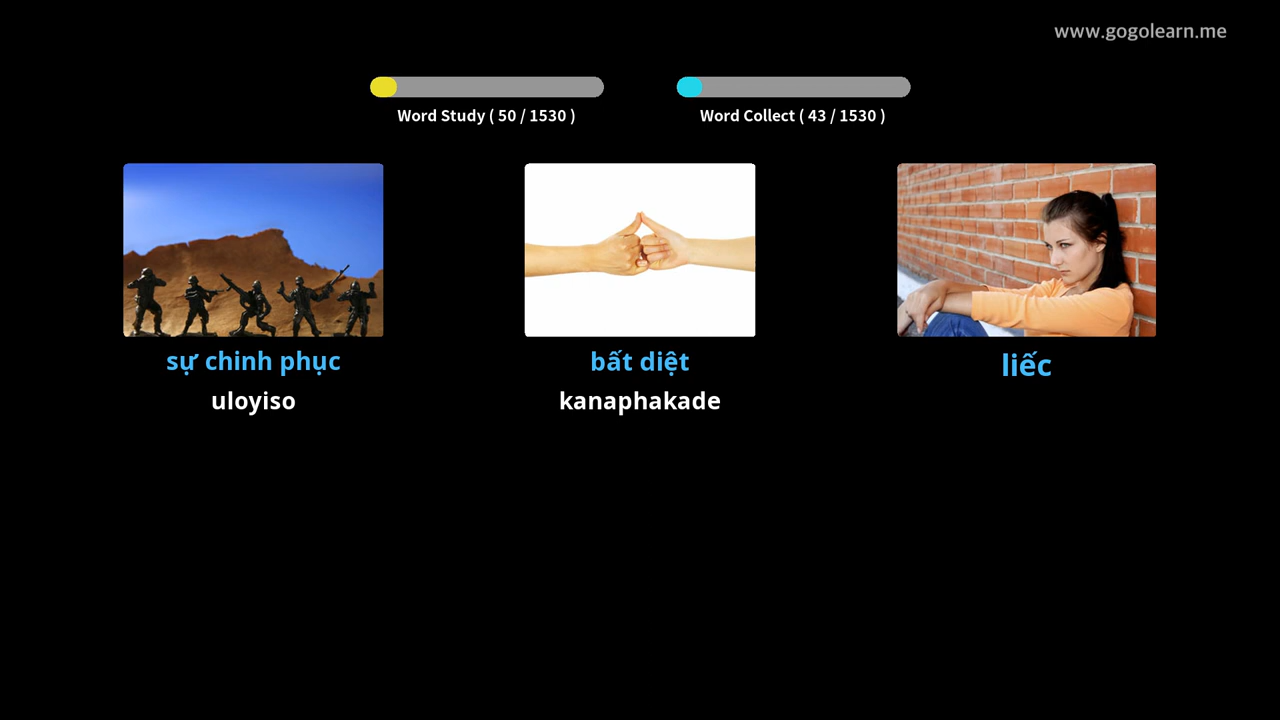 www.gogolearn.me
Word Study ( 50 / 1530 )
Word Collect ( 43 / 1530 )
sự chinh phục
uloyiso
bất diệt
kanaphakade
liếc